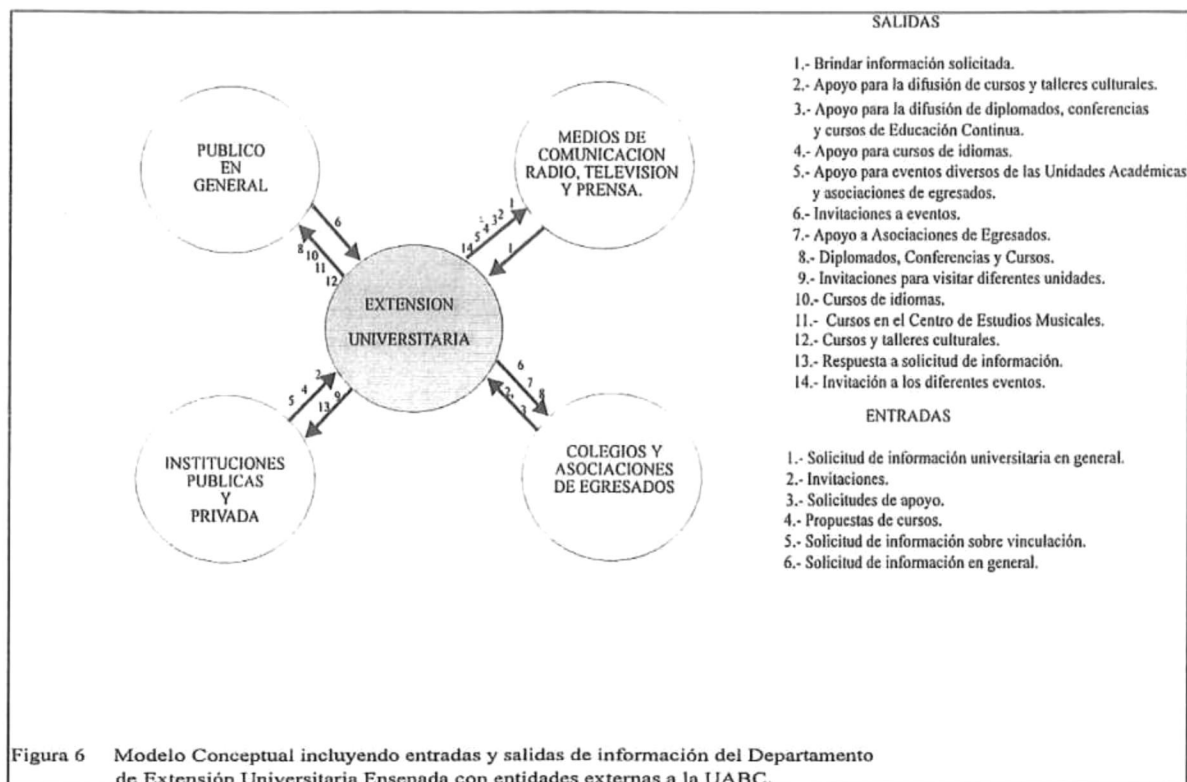 PUBLICO
EN
GENERAL
MEDIOS DE
COMUNICACION
RADIO, TELEVISION
Y PRENSA.
6
8
10
11
12
14
5
4
3
2
1
1
EXTENSION
UNIVERSITARIA
5
4
2
13
9
6
7
8
2,
3
INSTITUCIONES
PUBLICAS
Y
PRIVADA
COLEGIOS Y
ASOCIACIONES
DE EGRESADOS
SALIDAS
1.- Brindar información solicitada.
2.- Apoyo para la difusión de cursos y talleres culturales.
3.- Apoyo para la difusión de diplomados, conferencias
y cursos de Educación Continua.
4.- Apoyo para cursos de idiomas.
5.- Apoyo para eventos diversos de las Unidades Académicas
y asociaciones de egresados.
6.- Invitaciones a eventos.
7.- Apoyo a Asociaciones de Egresados.
8.- Diplomados, Conferencias y Cursos.
9.- Invitaciones para visitar diferentes unidades.
10.- Cursos de idiomas.
11.- Cursos en el Centro de Estudios Musicales.
12.- Cursos y talleres culturales.
13.- Respuesta a solicitud de información.
14.- Invitación a los diferentes eventos.
ENTRADAS
1.- Solicitud de información universitaria en general.
2.- Invitaciones.
3.- Solicitudes de apoyo.
4.- Propuestas de cursos.
5.- Solicitud de información sobre vinculación.
6.- Solicitud de información en general.
Figura 6 Modelo Conceptual incluyendo entradas y salidas de información del Departamento
de Extensión Universitaria Ensenada con entidades externas a la UABC.